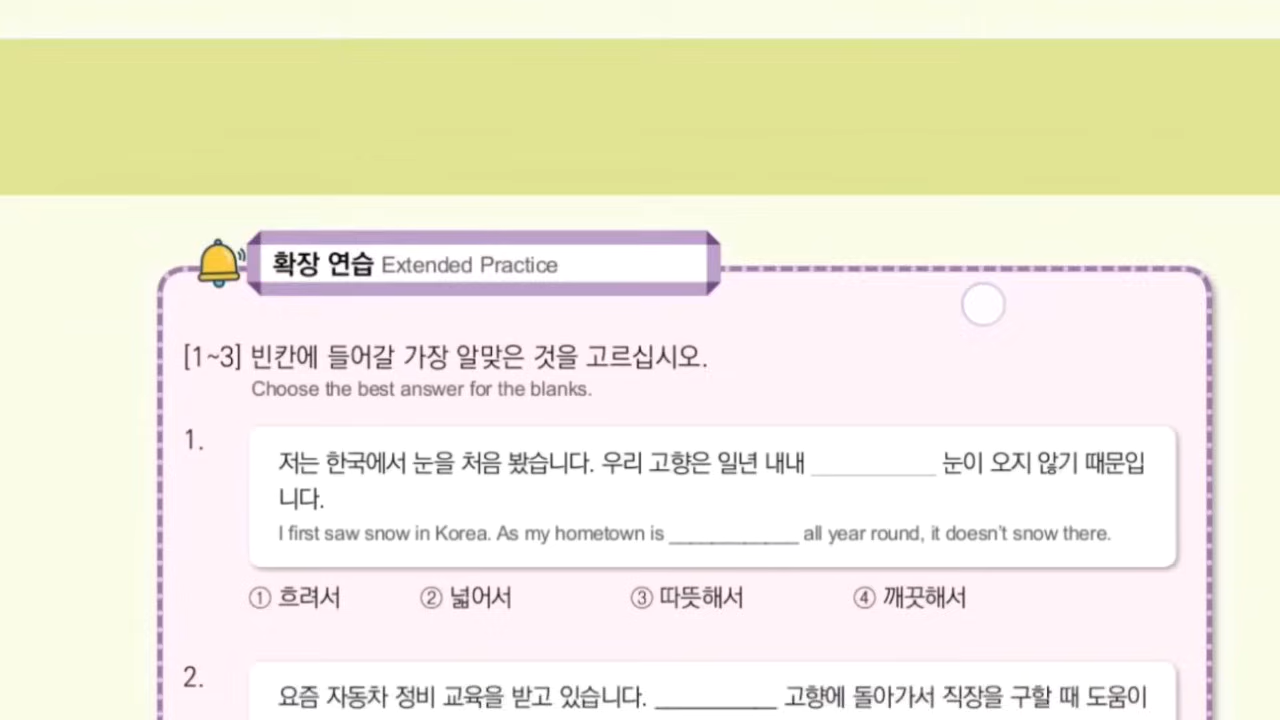 확장 연습 Extended Practice
[1~3] 빈칸에 들어갈 가장 알맞은 것을 고르십시오.
Choose the best answer for the blanks.
1.
저는 한국에서 눈을 처음 봤습니다. 우리 고향은 일년 내내 __________ 눈이 오지 않기 때문입
니다.
I first saw snow in Korea. As my hometown is ____________ all year round, it doesn't snow there.
① 흐려서 ② 넓어서 ③ 따뜻해서 ④ 깨끗해서
2.
요즘 자동차 정비 교육을 받고 있습니다. __________ 고향에 돌아가서 직장을 구할 때 도움이